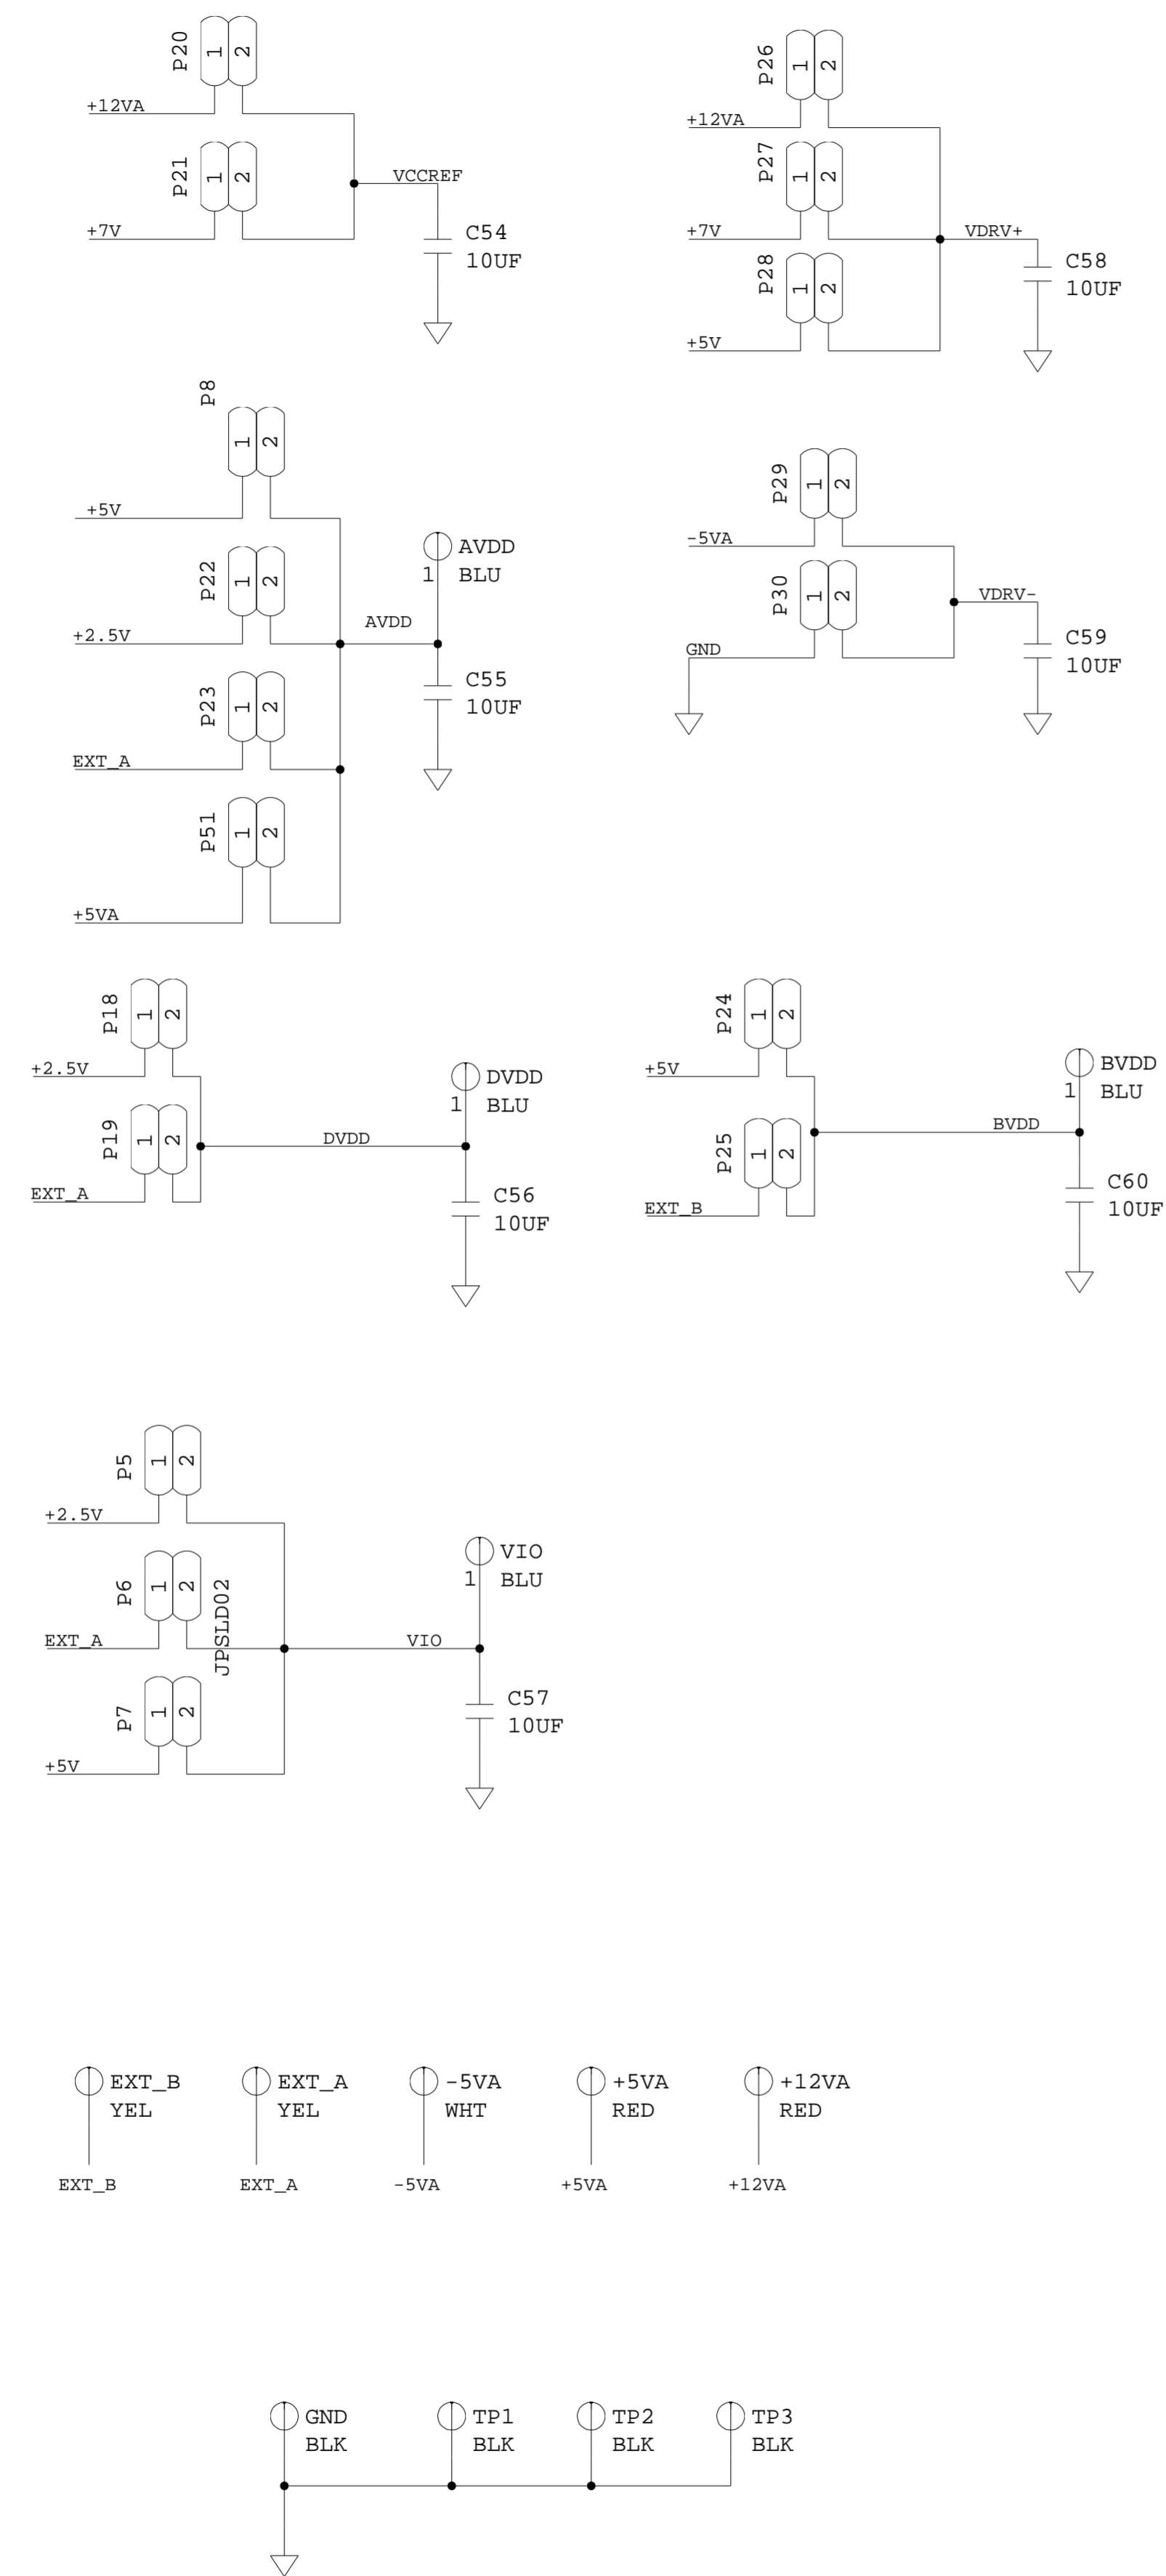 P20
1
2
+12VA
P21
1
2
+7V
VCCREF
C54
10UF
P26
1
2
+12VA
P27
1
2
+7V
P28
1
2
+5V
VDRV+
C58
10UF
P8
1
2
+5V
P22
1
2
+2.5V
P23
1
2
EXT_A
P51
1
2
+5VA
AVDD
AVDD
BLU
1
C55
10UF
P29
1
2
-5VA
P30
1
2
GND
VDRV-
C59
10UF
P18
1
2
+2.5V
P19
1
2
EXT_A
DVDD
DVDD
BLU
1
C56
10UF
P24
1
2
+5V
P25
1
2
EXT_B
BVDD
BVDD
BLU
1
C60
10UF
P5
1
2
+2.5V
P6
1
2
JPSLD02
EXT_A
P7
1
2
+5V
VIO
VIO
BLU
1
C57
10UF
EXT_B
YEL
EXT_B
EXT_A
YEL
EXT_A
-5VA
WHT
-5VA
+5VA
RED
+5VA
+12VA
RED
+12VA
GND
BLK
TP1
BLK
TP2
BLK
TP3
BLK